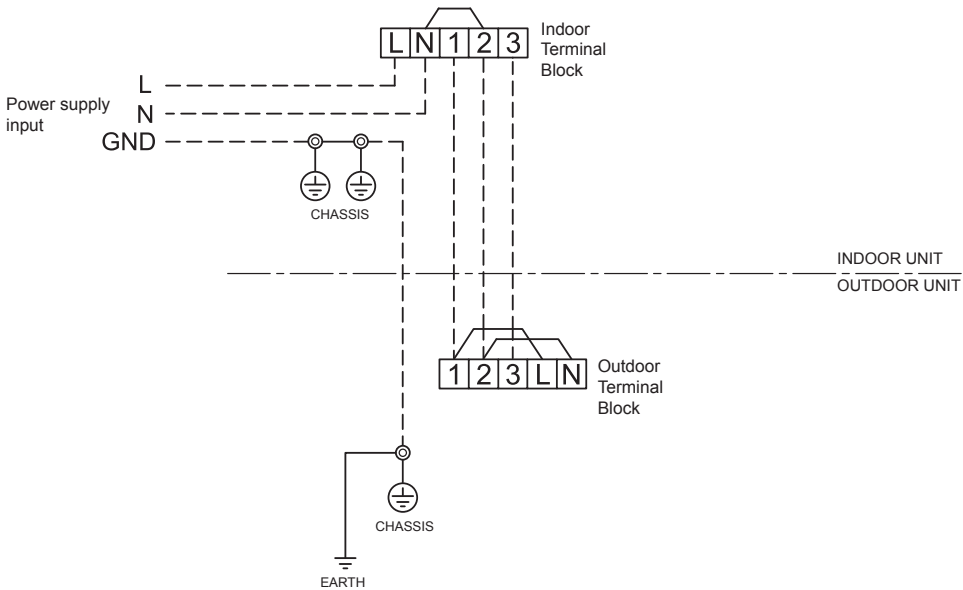 L N 1 2 3
Indoor
Terminal
Block
Power supply
input
L
N
GND
CHASSIS
INDOOR UNIT
OUTDOOR UNIT
1 2 3 L N
Outdoor
Terminal
Block
CHASSIS
EARTH